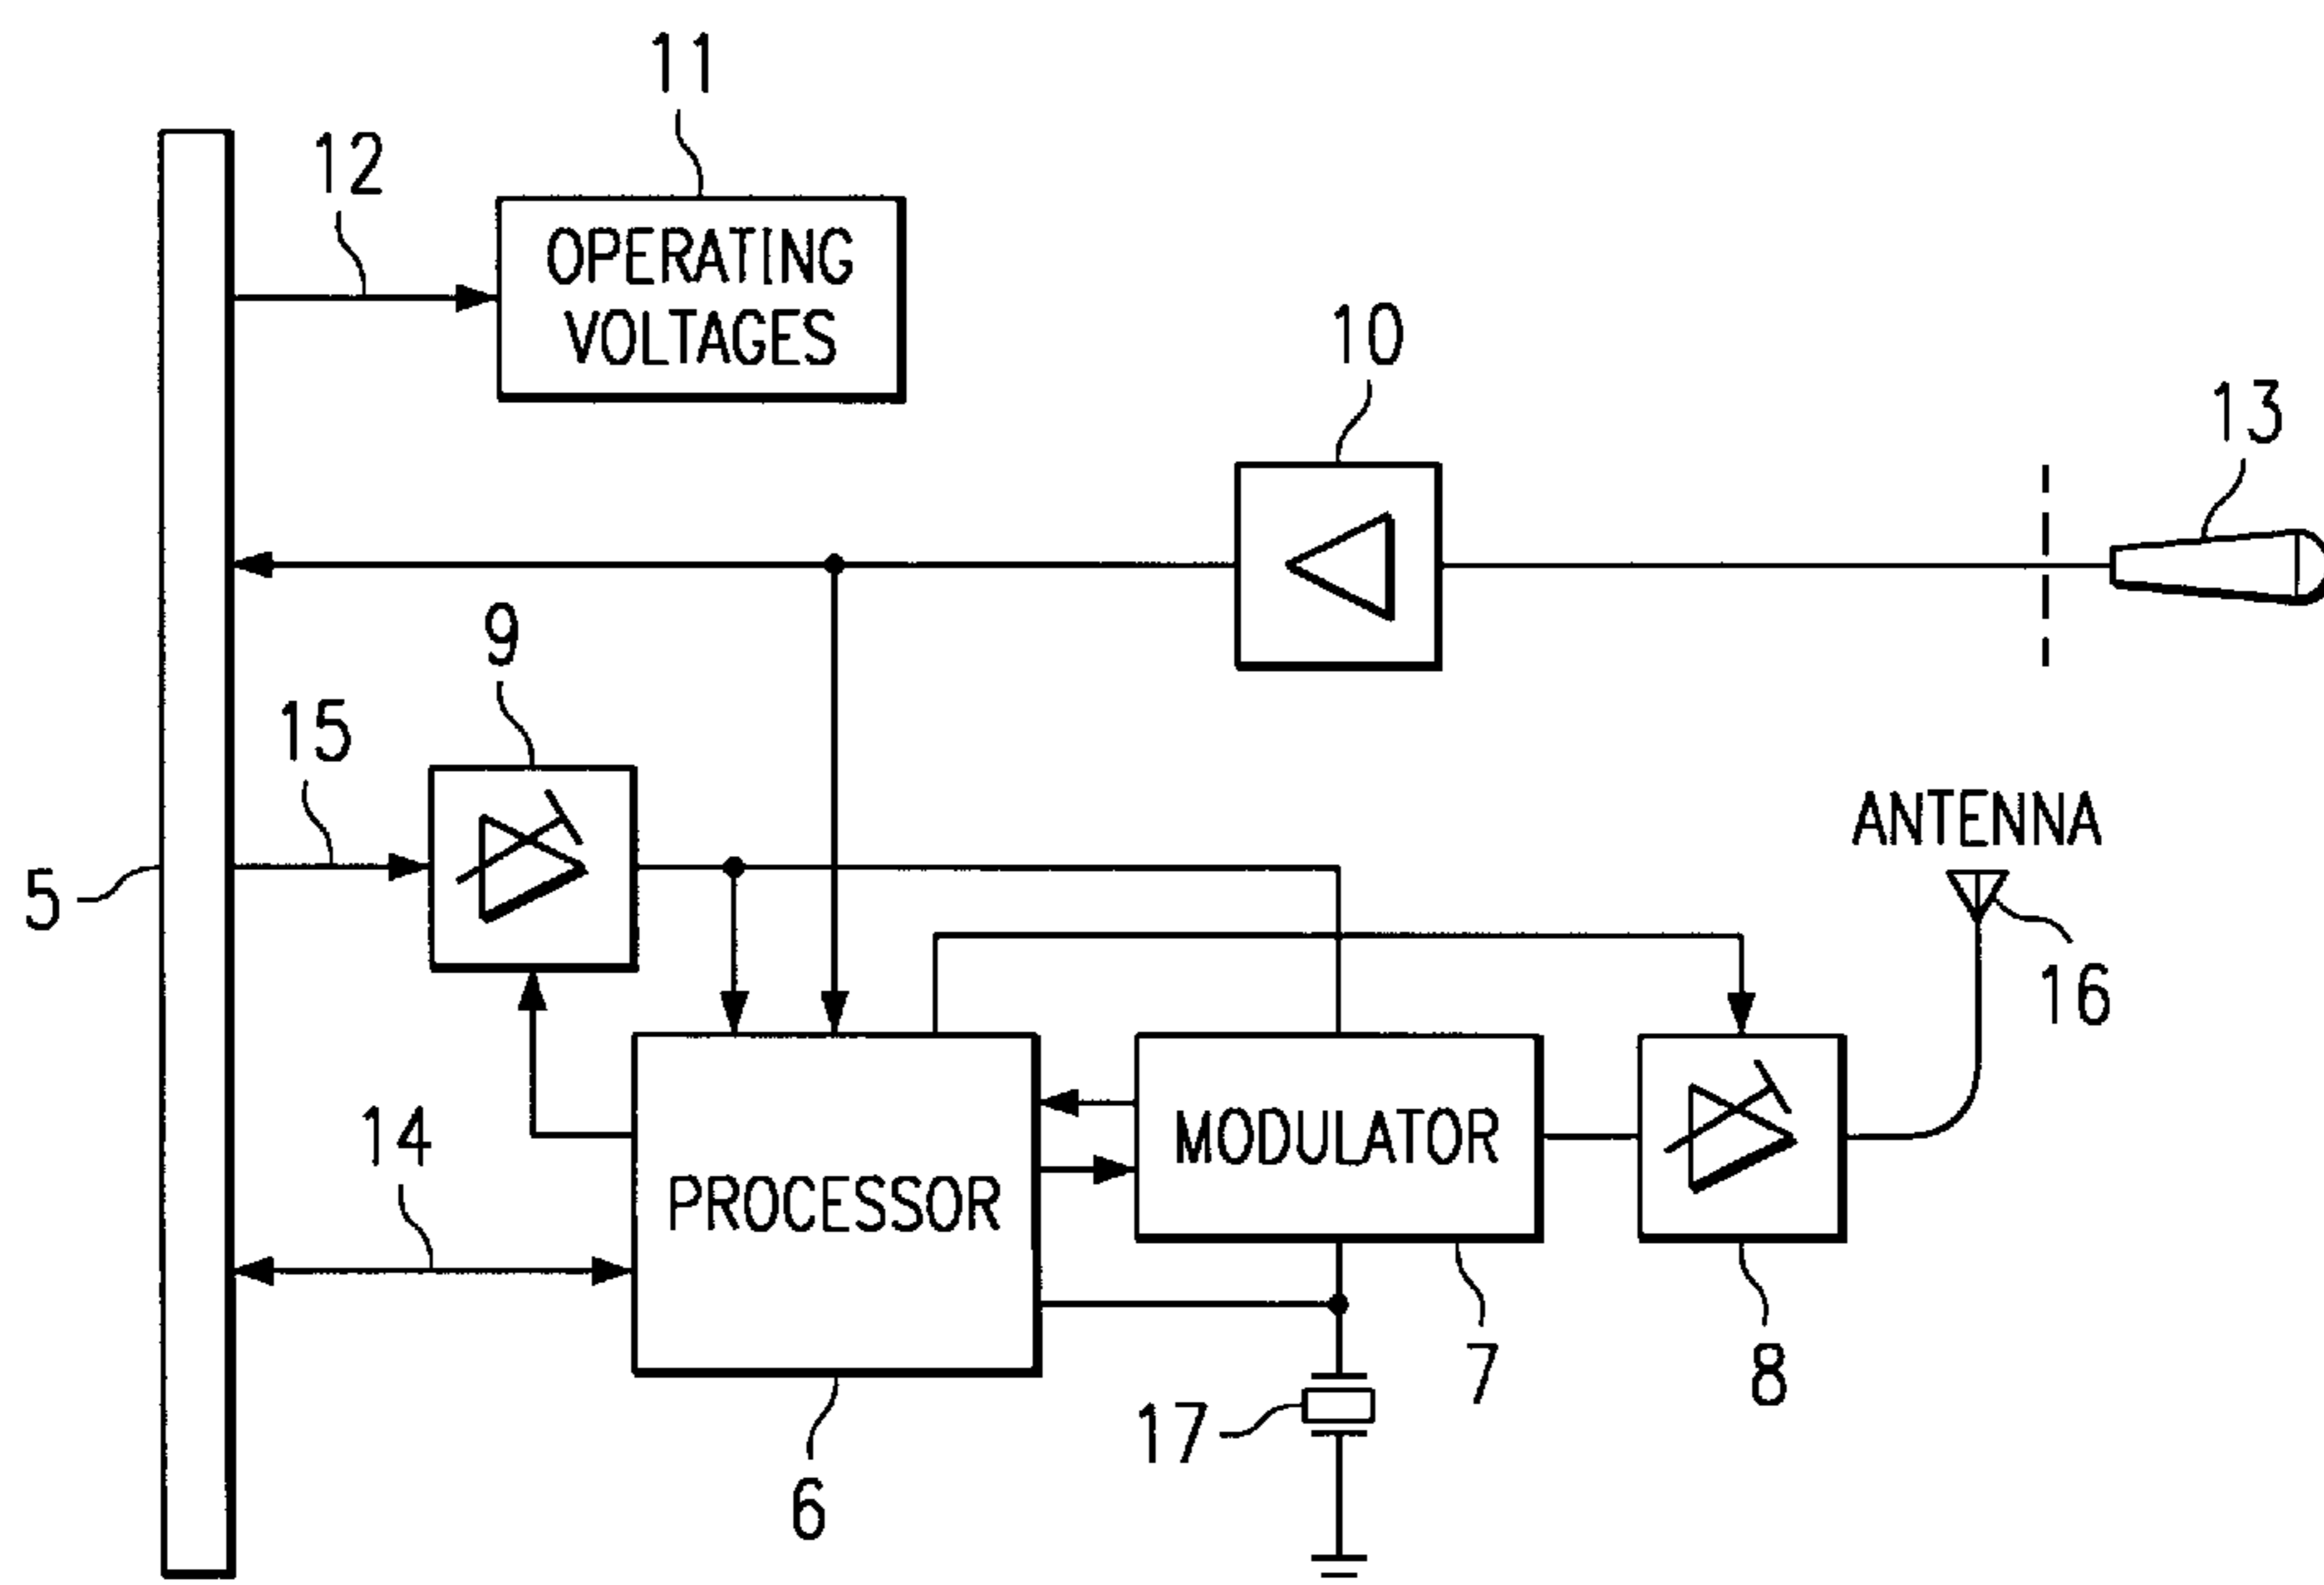 11
12
OPERATING
VOLTAGES
10
13
9
15
ANTENNA
5
16
14
MODULATOR
PROCESSOR
7
8
17
6